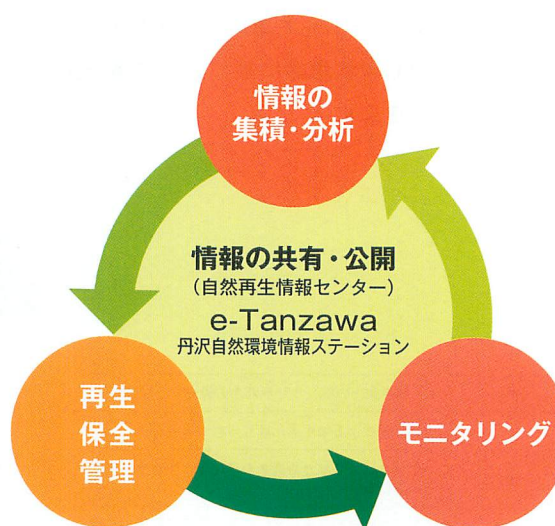 情報の
集積・分析
情報の共有・公開
（自然再生情報センター）
e-Tanzawa
丹沢自然環境情報ステーション
再生
保全
管理
モニタリング